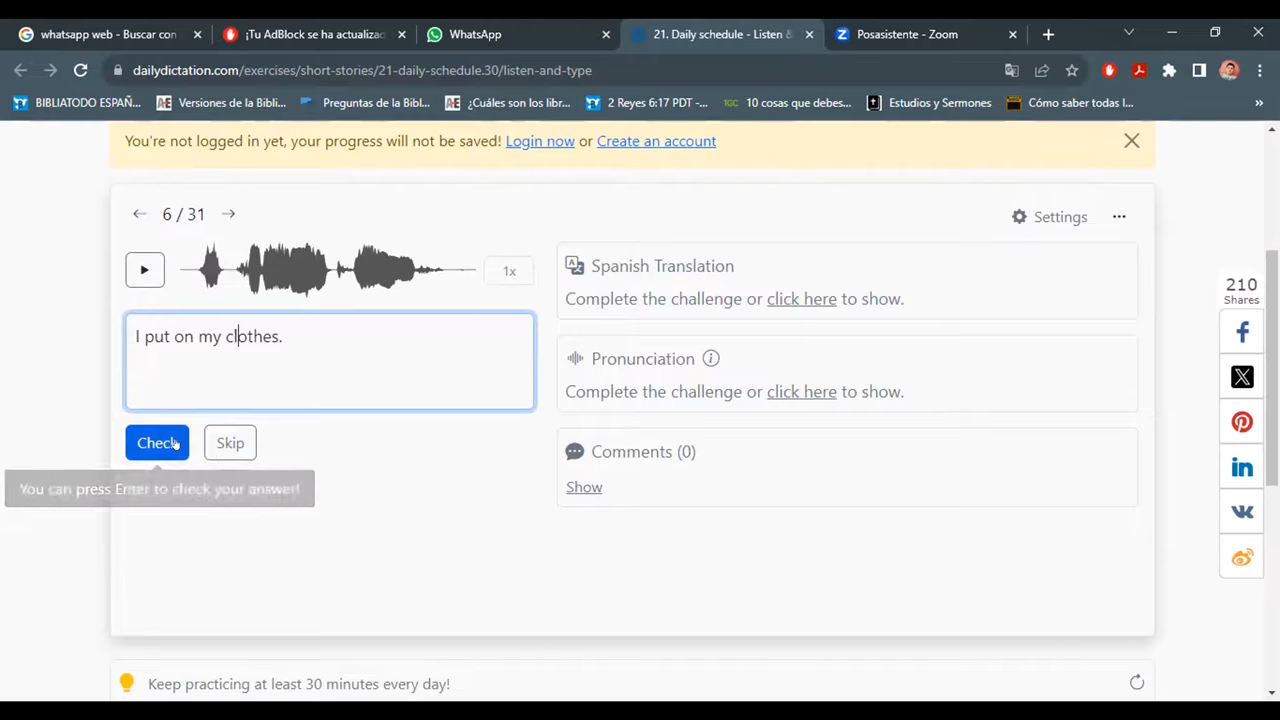 whatsapp web - Buscar con
¡Tu AdBlock se ha actualizad
WhatsApp
21. Daily schedule - Listen &
Posasistente - Zoom
dailydictation.com/exercises/short-stories/21-daily-schedule.30/listen-and-type
BIBLIATODO ESPAÑ...
Versiones de la Bibli...
Preguntas de la Bibl...
¿Cuáles son los libr...
2 Reyes 6:17 PDT -...
TGC 10 cosas que debes...
Estudios y Sermones
Cómo saber todas l...
»
You're not logged in yet, your progress will not be saved! Login now or Create an account
6 / 31
Settings
1x
Spanish Translation
Complete the challenge or click here to show.
I put on my clothes.
Pronunciation
Complete the challenge or click here to show.
Check
Skip
You can press Enter to check your answer!
Comments (0)
Show
210
Shares
Keep practicing at least 30 minutes every day!